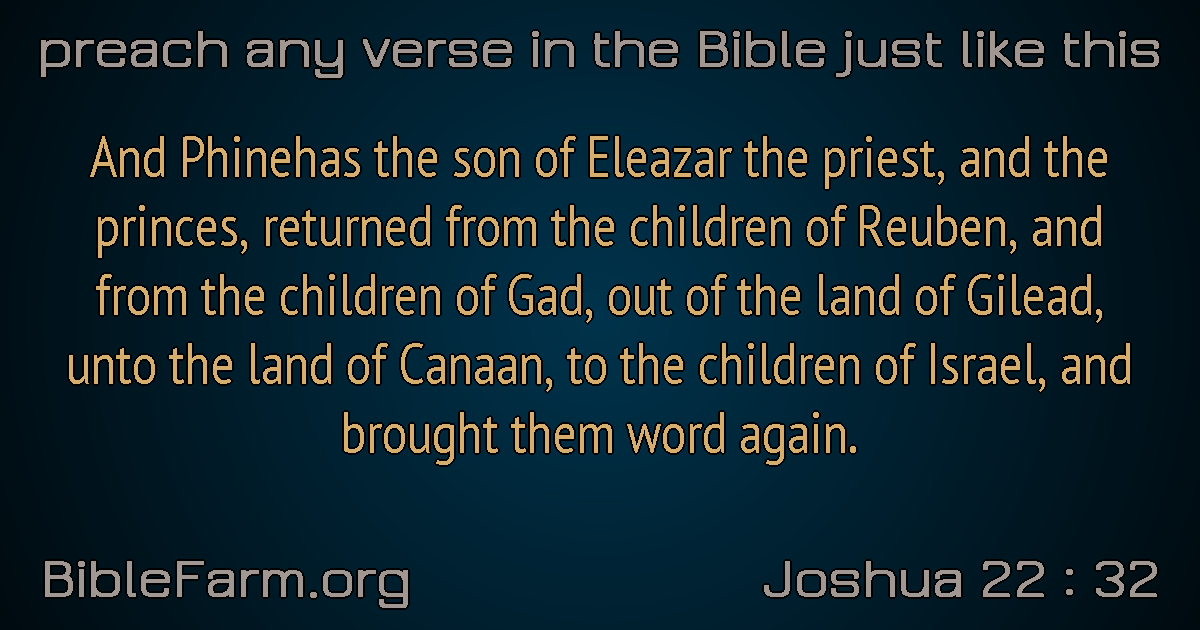 preach any verse in the Bible just like this
And Phinehas the son of Eleazar the priest, and the
princes, returned from the children of Reuben, and
from the children of Gad, out of the land of Gilead,
unto the land of Canaan, to the children of Israel, and
brought them word again.
BibleFarm.org
Joshua 22 : 32